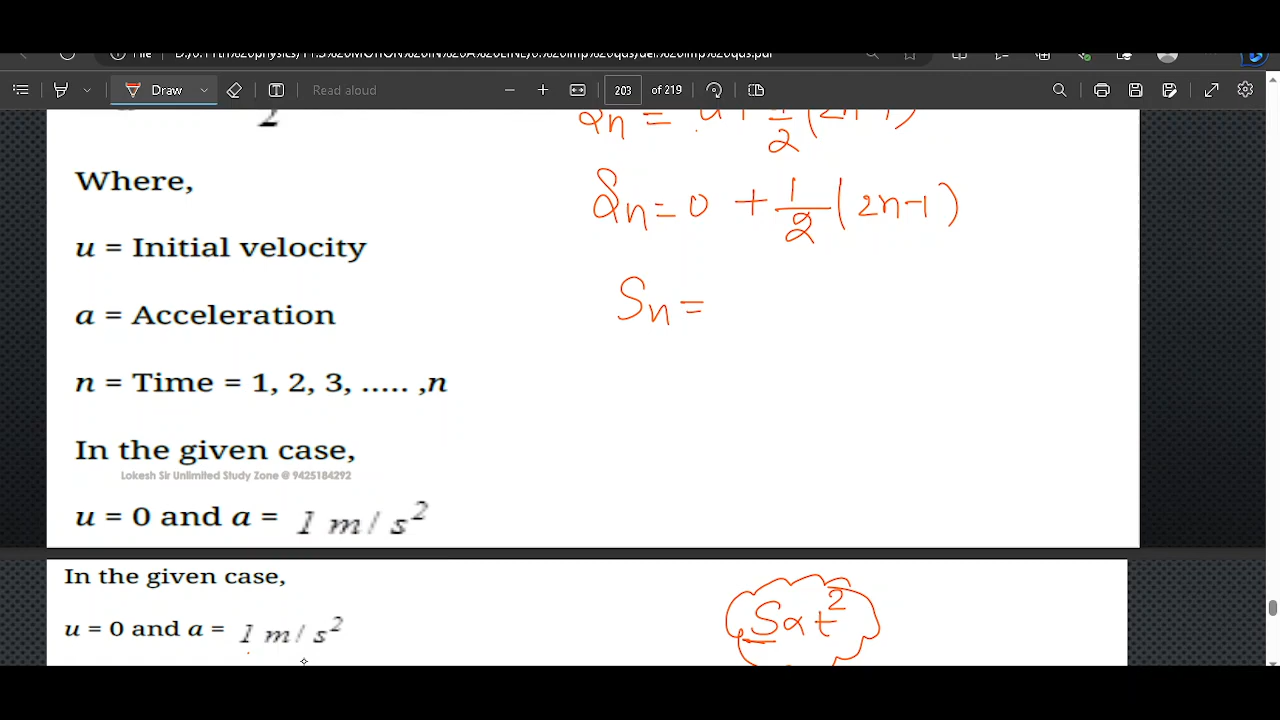 Draw
Read aloud
203 of 219
2
Where,
Sn = 0 + 1/2 (2n-1)
u = Initial velocity
a = Acceleration
Sn =
n = Time = 1, 2, 3, ..... ,n
In the given case,
Lokesh Sir Unlimited Study Zone @ 9425184292
u = 0 and a = 1 m / s²
In the given case,
u = 0 and a = 1 m / s²
S α t²